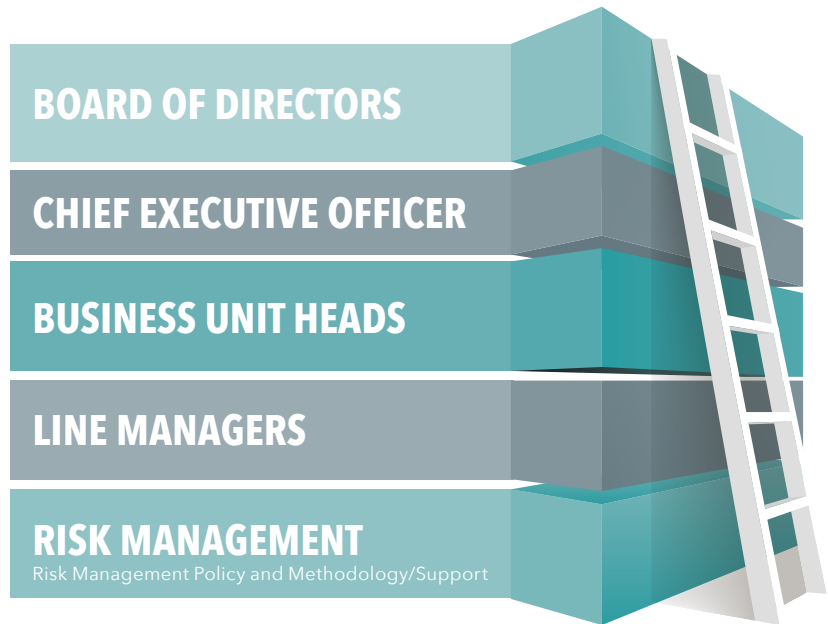 BOARD OF DIRECTORS
CHIEF EXECUTIVE OFFICER
BUSINESS UNIT HEADS
LINE MANAGERS
RISK MANAGEMENT
Risk Management Policy and Methodology/Support